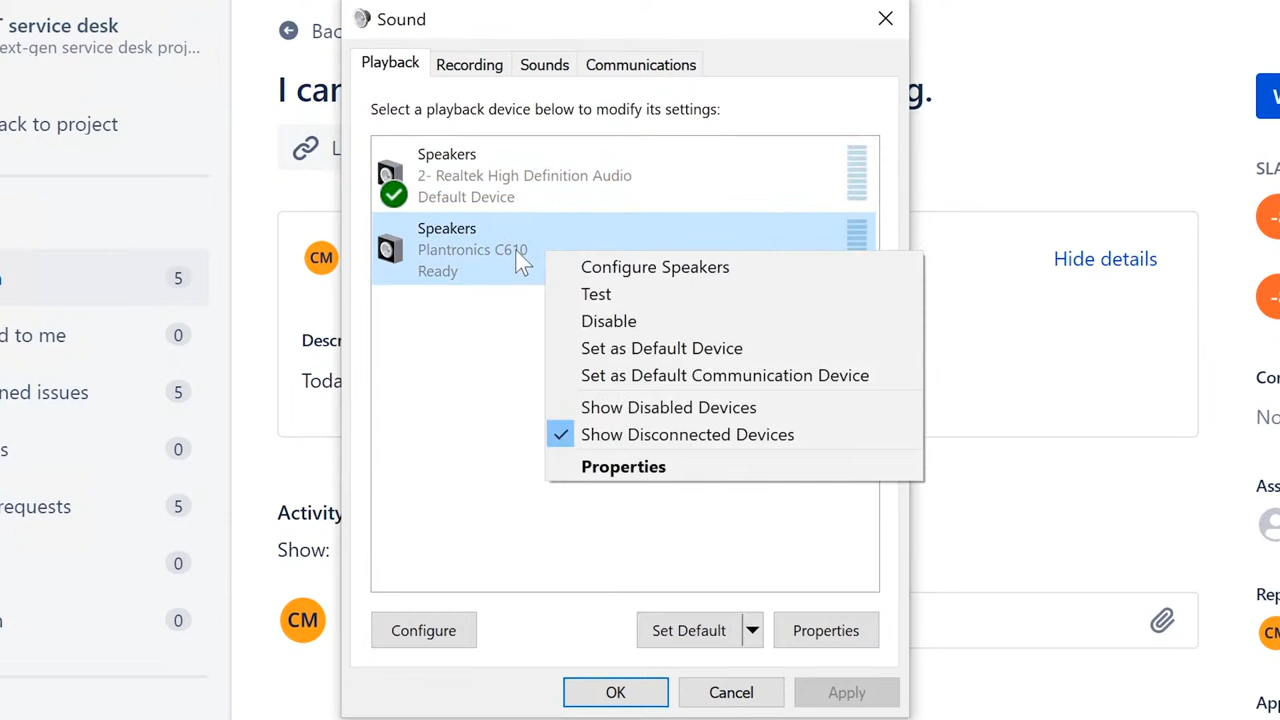 T service desk
ext-gen service desk proj...
Bac
ack to project
I car
g.
L
Sound
Playback
Recording
Sounds
Communications
Select a playback device below to modify its settings:
Speakers
2- Realtek High Definition Audio
Default Device
Speakers
Plantronics C610
Ready
Configure Speakers
Test
Disable
Set as Default Device
Set as Default Communication Device
Show Disabled Devices
Show Disconnected Devices
Properties
Configure
Set Default
Properties
OK
Cancel
Apply
CM
Hide details
Descr
Toda
5
d to me
0
ned issues
5
s
0
requests
5
0
n
0
Activity
Show:
CM
SLA
Cor
No
Ass
Rep
CM
App